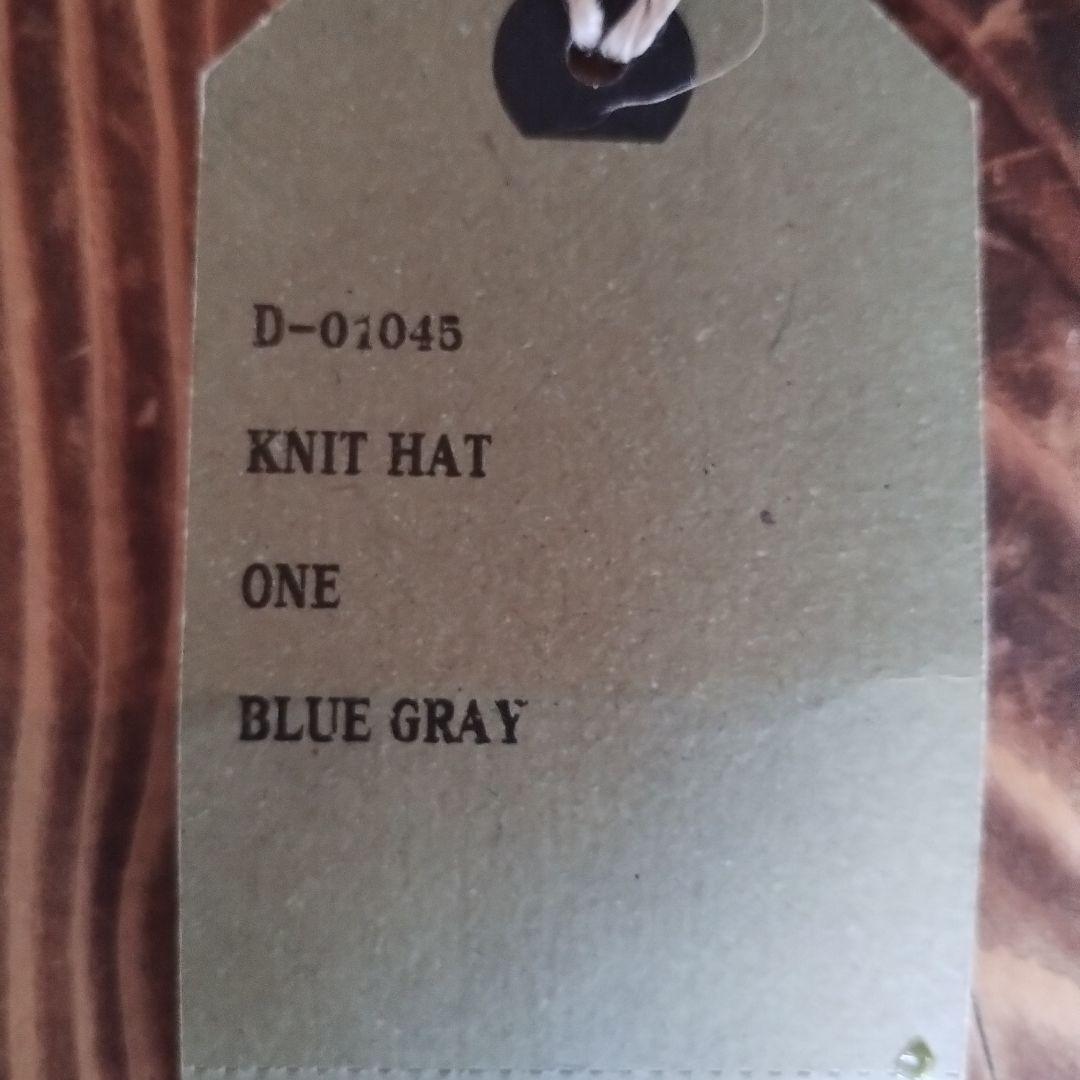 D-01045
KNIT HAT
ONE
BLUE GRAY